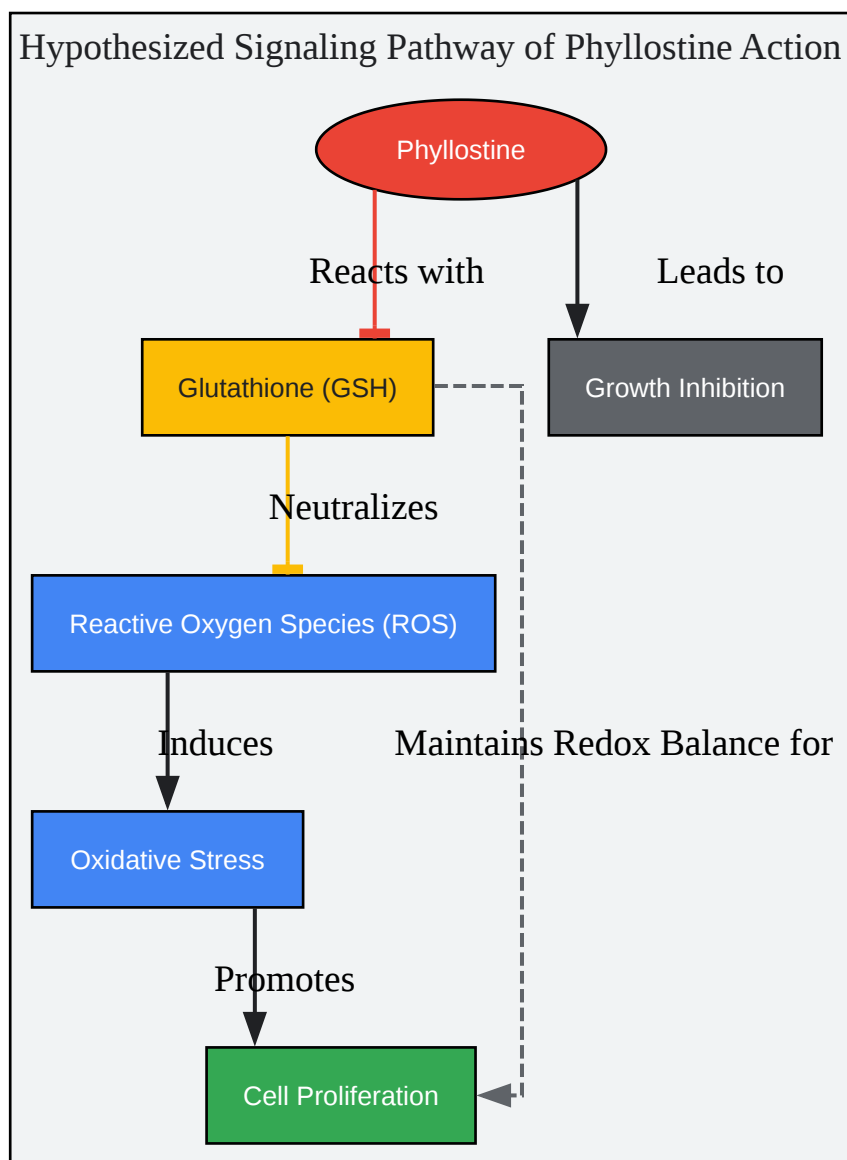 Hypothesized Signaling Pathway of Phyllostine Action
Phyllostine
Reacts with
Leads to
Glutathione (GSH)
Growth Inhibition
Neutralizes
Reactive Oxygen Species (ROS)
Induces
Maintains Redox Balance for
Oxidative Stress
Promotes
Cell Proliferation